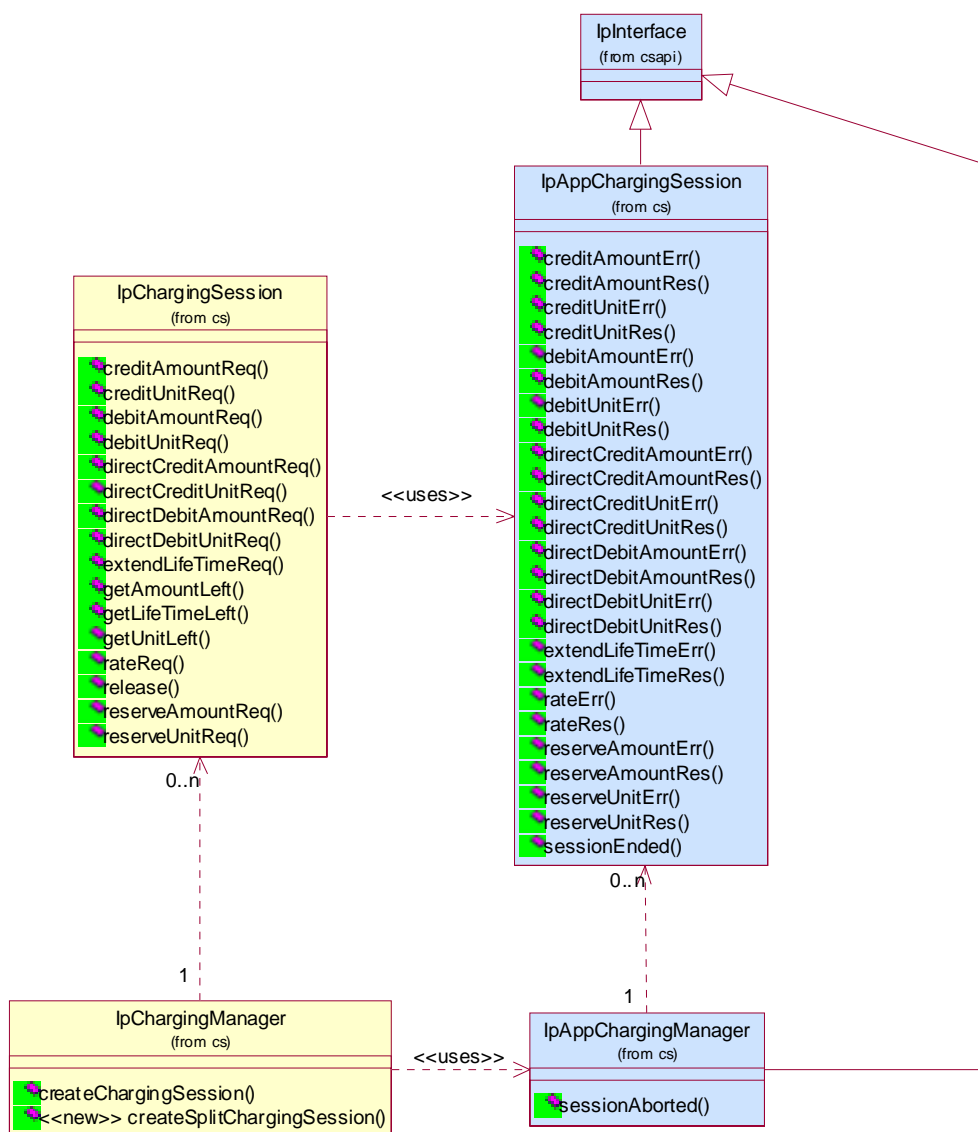 IpInterface
(from csapi)
IpAppChargingSession
(from cs)
creditAmountErr()
creditAmountRes()
creditUnitErr()
creditUnitRes()
debitAmountErr()
debitAmountRes()
debitUnitErr()
debitUnitRes()
directCreditAmountErr()
directCreditAmountRes()
directCreditUnitErr()
directCreditUnitRes()
directDebitAmountErr()
directDebitAmountRes()
directDebitUnitErr()
directDebitUnitRes()
extendLifeTimeErr()
extendLifeTimeRes()
rateErr()
rateRes()
reserveAmountErr()
reserveAmountRes()
reserveUnitErr()
reserveUnitRes()
sessionEnded()
IpChargingSession
(from cs)
creditAmountReq()
creditUnitReq()
debitAmountReq()
debitUnitReq()
directCreditAmountReq()
directCreditUnitReq()
directDebitAmountReq()
directDebitUnitReq()
extendLifeTimeReq()
getAmountLeft()
getLifeTimeLeft()
getUnitLeft()
rateReq()
release()
reserveAmountReq()
reserveUnitReq()
<<uses>>
0..n
0..n
1
1
IpChargingManager
(from cs)
createChargingSession()
<<new>> createSplitChargingSession()
<<uses>>
IpAppChargingManager
(from cs)
sessionAborted()